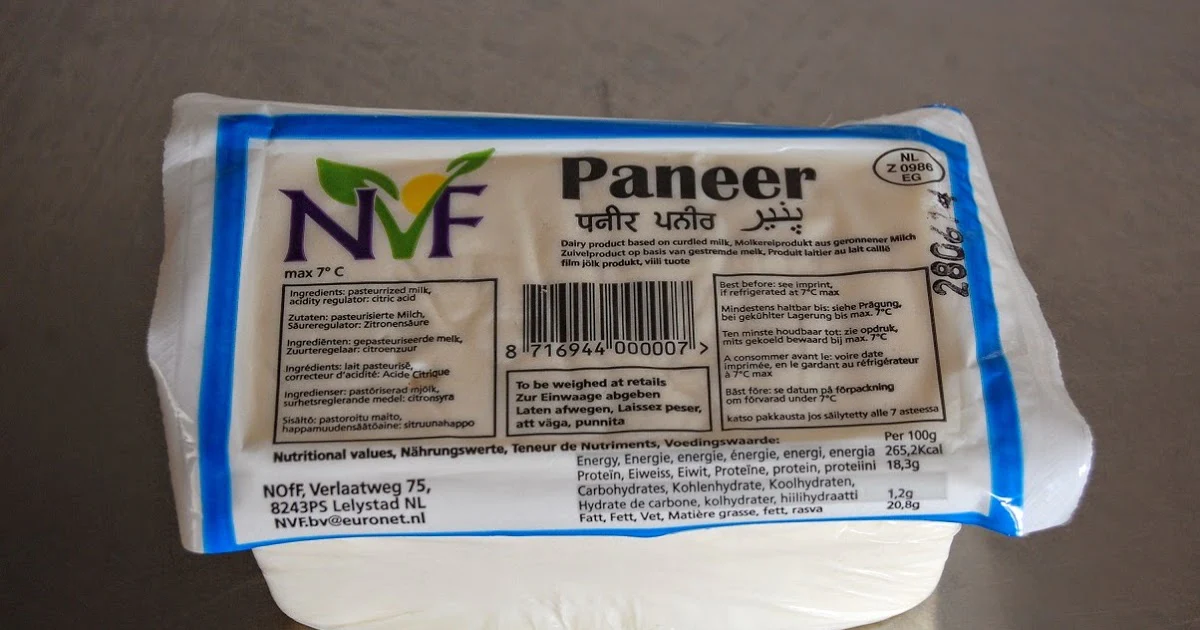 NVF
max 7° C
Paneer
पनीर ਪਨੀਰ پنیر
Dairy product based on curdled milk, Molkereiprodukt aus geronnener Milch
Zuivelproduct op basis van gestremde melk, Produit laitier au lait caillé
film jölk produkt, viili tuote
NL
Z 0986
EG
280614
Ingredients: pasteurrized milk,
acidity regulator: citric acid
Zutaten: pasteurisierte Milch,
Säureregulator: Zitronensäure
Ingrediënten: gepasteuriseerde melk,
Zuurteregelaar: citroenzuur
Ingrédients: lait pasteurisé,
correcteur d'acidité: Acide Citrique
Ingredienser: pastöriserad mjölk,
surhetsreglerande medel: citronsyra
Sisältö: pastoroitu maito,
happamuudensäätöaine: sitruunahappo
8 716944 000007 >
To be weighed at retails
Zur Einwaage abgeben
Laten afwegen, Laissez peser,
att väga, punnita
Best before: see imprint,
if refrigerated at 7°C max
Mindestens haltbar bis: siehe Prägung,
bei gekühlter Lagerung bis max. 7°C
Ten minste houdbaar tot: zie opdruk,
mits gekoeld bewaard bij max. 7°C
A consommer avant le: voire date
imprimée, en le gardant au réfrigérateur
à 7°C max
Bäst före: se datum på förpackning
om förvarad under 7°C
katso pakkausta jos säilytetty alle 7 asteessa
Nutritional values, Nährungswerte, Teneur de Nutriments, Voedingswaarde:
Per 100g
Energy, Energie, energie, énergie, energi, energia 265,2Kcal
Proteïn, Eiweiss, Eiwit, Proteïne, protein, proteiini 18,3g
Carbohydrates, Kohlenhydrate, Koolhydraten,
Hydrate de carbone, kolhydrater, hiilihydraatti 1,2g
Fatt, Fett, Vet, Matière grasse, fett, rasva 20,8g
NOfF, Verlaatweg 75,
8243PS Lelystad NL
NVF.bv@euronet.nl